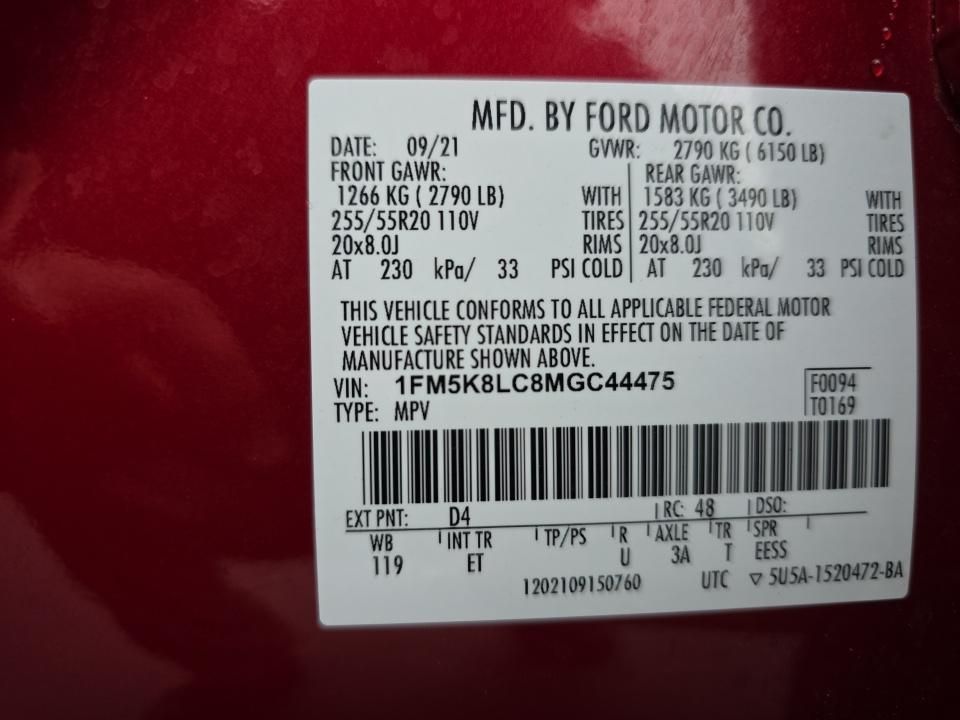 MFD. BY FORD MOTOR CO.
DATE: 09/21 GVWR: 2790 KG ( 6150 LB)
FRONT GAWR: REAR GAWR:
1266 KG ( 2790 LB) WITH 1583 KG ( 3490 LB) WITH
255/55R20 110V TIRES 255/55R20 110V TIRES
20x8.0J RIMS 20x8.0J RIMS
AT 230 kPa/ 33 PSI COLD AT 230 kPa/ 33 PSI COLD
THIS VEHICLE CONFORMS TO ALL APPLICABLE FEDERAL MOTOR
VEHICLE SAFETY STANDARDS IN EFFECT ON THE DATE OF
MANUFACTURE SHOWN ABOVE.
VIN: 1FM5K8LC8MGC44475 F0094
TYPE: MPV T0169
EXT PNT: D4 RC: 48 DSO:
WB INT TR TP/PS R AXLE TR SPR
119 ET U 3A T EESS
1202109150760 UTC ▽ 5U5A-1520472-BA